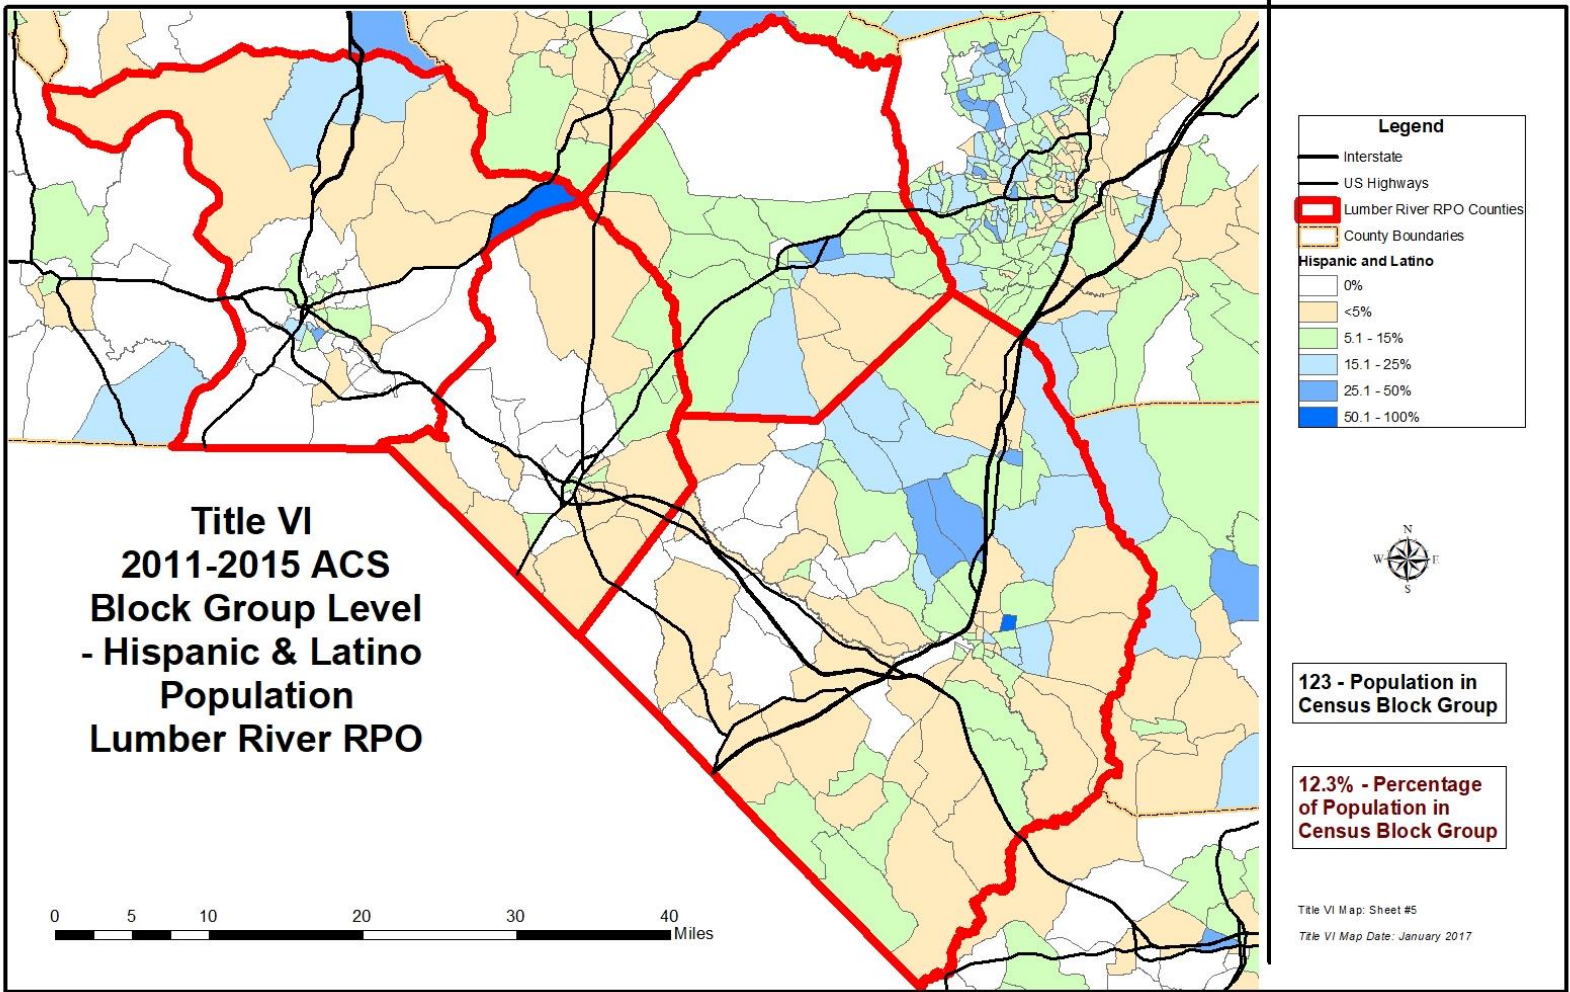 Title VI
2011-2015 ACS
Block Group Level
- Hispanic & Latino
Population
Lumber River RPO
0 5 10 20 30 40
Miles
Legend
Interstate
US Highways
Lumber River RPO Counties
County Boundaries
Hispanic and Latino
0%
<5%
5.1 - 15%
15.1 - 25%
25.1 - 50%
50.1 - 100%
N
W E
S
123 - Population in
Census Block Group
12.3% - Percentage
of Population in
Census Block Group
Title VI Map: Sheet #5
Title VI Map Date: January 2017